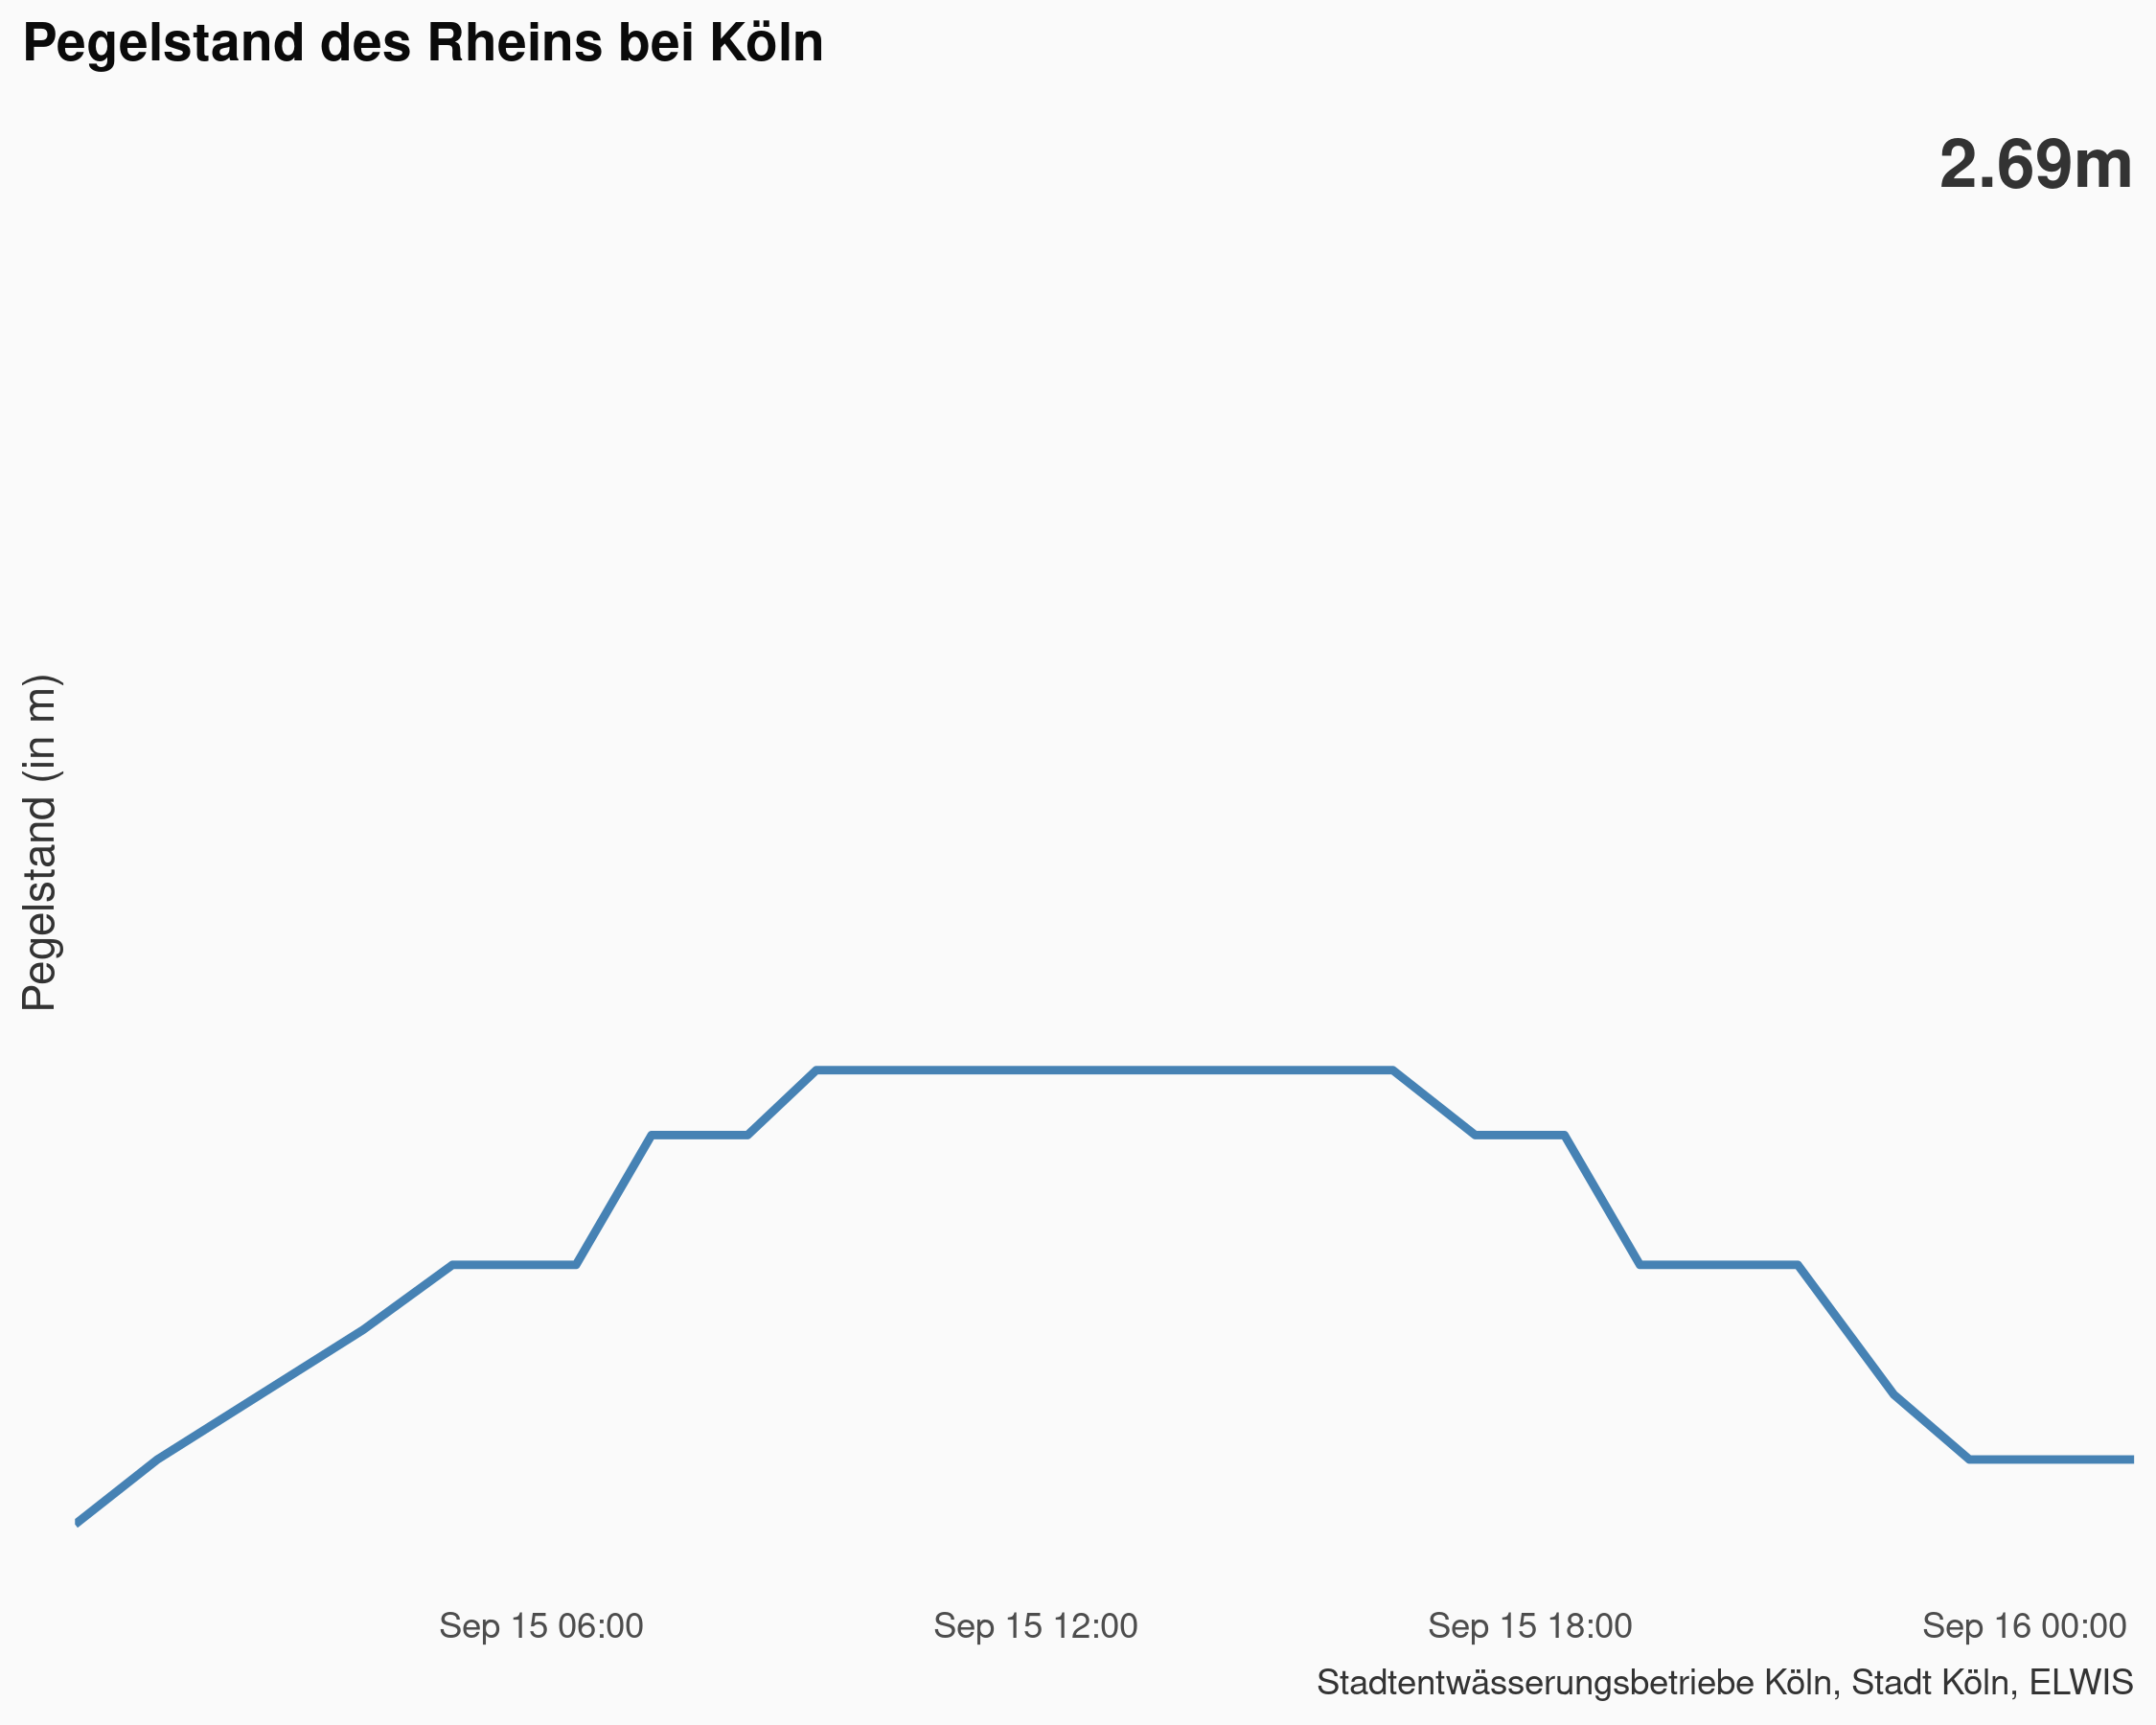 Pegelstand des Rheins bei Köln
2.69m
Pegelstand (in m)
Sep 15 06:00
Sep 15 12:00
Sep 15 18:00
Sep 16 00:00
Stadtentwässerungsbetriebe Köln, Stadt Köln, ELWIS